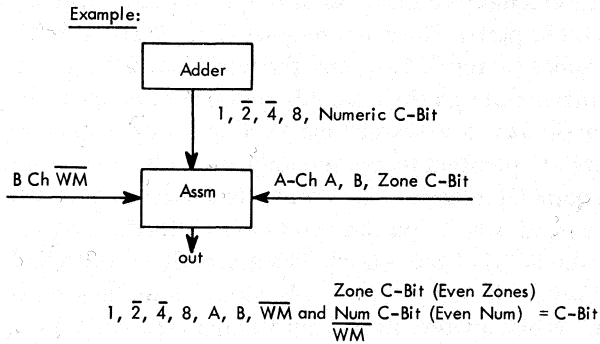 Example:
Adder
1, 2̅, 4̅, 8, Numeric C-Bit
B Ch W̅M̅
Assm
A-Ch A, B, Zone C-Bit
out
Zone C-Bit (Even Zones)
1, 2̅, 4̅, 8, A, B, W̅M̅ and Num C-Bit (Even Num) = C-Bit
W̅M̅